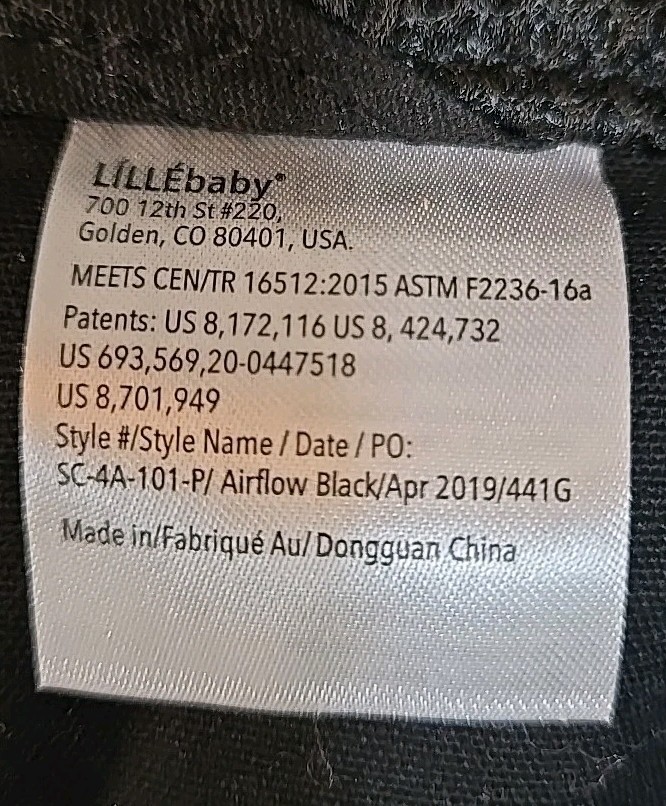 LÍLLÉbaby®
700 12th St #220,
Golden, CO 80401, USA.
MEETS CEN/TR 16512:2015 ASTM F2236-16a
Patents: US 8,172,116 US 8, 424,732
US 693,569,20-0447518
US 8,701,949
Style #/Style Name / Date / PO:
SC-4A-101-P/ Airflow Black/Apr 2019/441G
Made in/Fabriqué Au/ Dongguan China